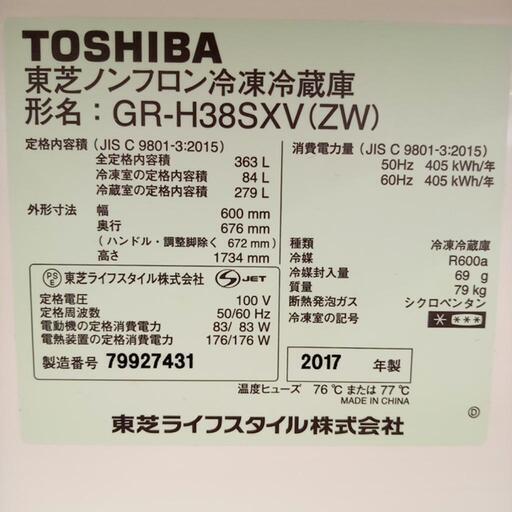 TOSHIBA
東芝ノンフロン冷凍冷蔵庫
形名：GR-H38SXV(ZW)
定格内容積（JIS C 9801-3:2015）
全定格内容積 363 L
冷凍室の定格内容積 84 L
冷蔵室の定格内容積 279 L
外形寸法 幅 600 mm
奥行 676 mm
(ハンドル・調整脚除く 672 mm)
高さ 1734 mm
消費電力量（JIS C 9801-3:2015）
50Hz 405 kWh/年
60Hz 405 kWh/年
種類 冷凍冷蔵庫
冷媒 R600a
冷媒封入量 69 g
質量 79 kg
断熱発泡ガス シクロペンタン
冷凍室の記号 ＊ ***
PSE 東芝ライフスタイル株式会社 JET
定格電圧 100 V
定格周波数 50/60 Hz
電動機の定格消費電力 83/ 83 W
電熱装置の定格消費電力 176/176 W
製造番号 79927431
2017 年製
温度ヒューズ 76℃または77℃
MADE IN CHINA
東芝ライフスタイル株式会社
D